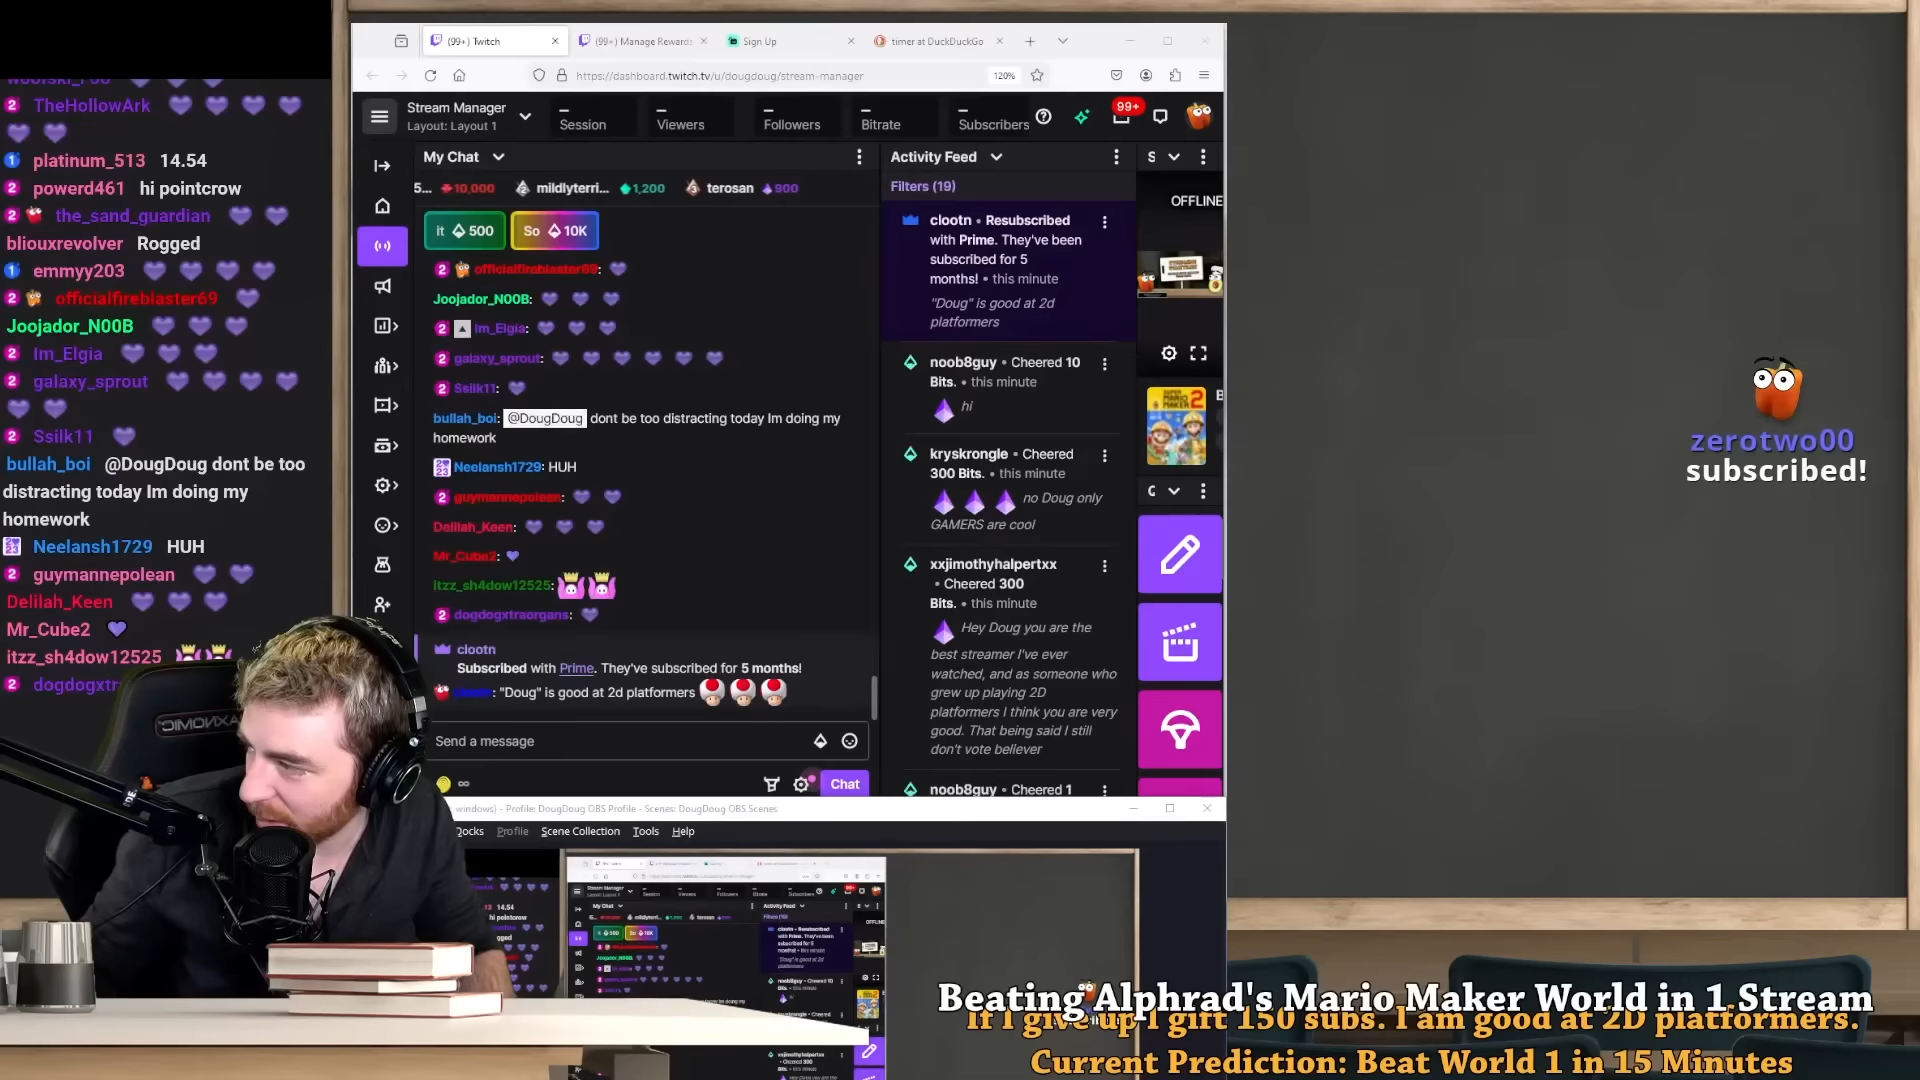 TheHollowArk
platinum_513 14.54
powerd461 hi pointcrow
the_sand_guardian
bliouxrevolver Rogged
emmyy203
officialfireblaster69
Joojador_N00B
Im_Elgia
galaxy_sprout
Ssilk11
bullah_boi @DougDoug dont be too
distracting today Im doing my
homework
Neelansh1729 HUH
guymannepolean
Delilah_Keen
Mr_Cube2
itzz_sh4dow12525
(99+) Twitch
(99+) Manage Rewards
Sign Up
timer at DuckDuckGo
https://dashboard.twitch.tv/u/dougdoug/stream-manager
120%
Stream Manager
Layout: Layout 1
– Session
– Viewers
– Followers
– Bitrate
– Subscribers
99+
My Chat
5... 10,000 mildlyterri... 1,200 terosan 900
it 500 So 10K
officialfireblaster69:
Joojador_N00B:
Im_Elgia:
galaxy_sprout:
Ssilk11:
bullah_boi: @DougDoug dont be too distracting today Im doing my
homework
Neelansh1729: HUH
guymannepolean:
Delilah_Keen:
Mr_Cube2:
itzz_sh4dow12525:
dogdogxtraorgans:
clootn
Subscribed with Prime. They've subscribed for 5 months!
clootn: "Doug" is good at 2d platformers
Send a message
∞
Chat
Activity Feed
Filters (19)
clootn • Resubscribed
with Prime. They've been
subscribed for 5
months! • this minute
"Doug" is good at 2d
platformers
noob8guy • Cheered 10
Bits. • this minute
hi
kryskrongle • Cheered
300 Bits. • this minute
no Doug only
GAMERS are cool
xxjimothyhalpertxx
• Cheered 300
Bits. • this minute
Hey Doug you are the
best streamer I've ever
watched, and as someone who
grew up playing 2D
platformers I think you are very
good. That being said I still
don't vote believer
noob8guy • Cheered 1
S
OFFLINE
windows) - Profile: DougDoug OBS Profile - Scenes: DougDoug OBS Scenes
Docks Profile Scene Collection Tools Help
zerotwo00
subscribed!
Beating Alphrad's Mario Maker World in 1 Stream
If I give up I gift 150 subs. I am good at 2D platformers.
Current Prediction: Beat World 1 in 15 Minutes